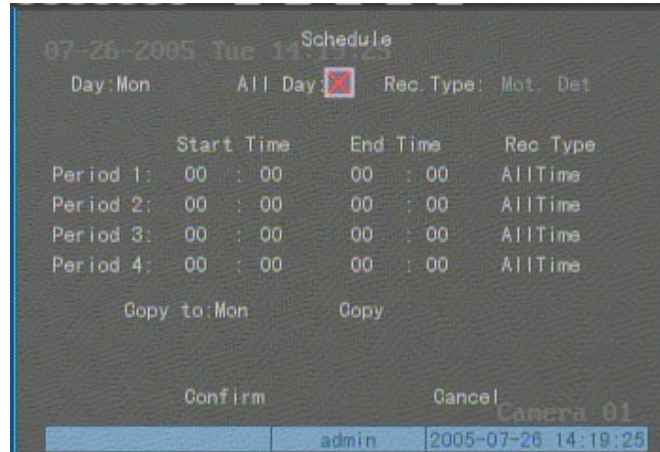 Schedule
07-26-2005 Tue 14:19:25
Day:Mon All Day: Rec.Type: Mot. Det
Start Time End Time Rec Type
Period 1: 00 : 00 00 : 00 AllTime
Period 2: 00 : 00 00 : 00 AllTime
Period 3: 00 : 00 00 : 00 AllTime
Period 4: 00 : 00 00 : 00 AllTime
Copy to:Mon Copy
Confirm Cancel
Camera 01
admin 2005-07-26 14:19:25